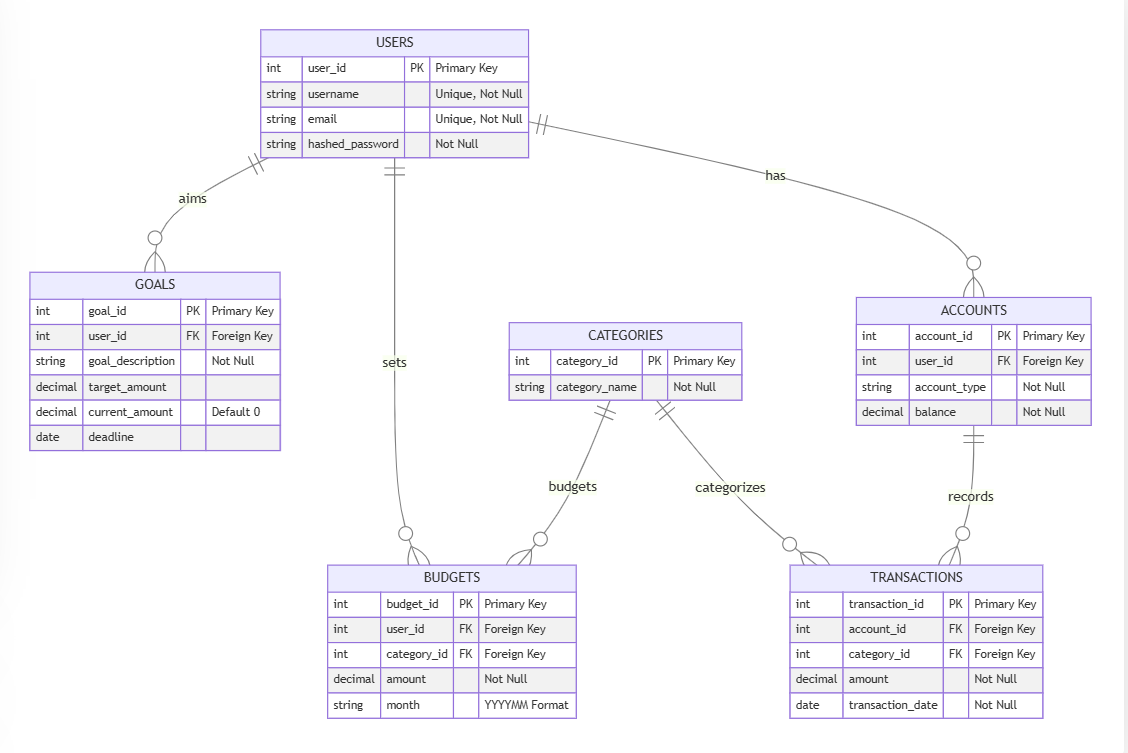 USERS
int user_id PK Primary Key
string username Unique, Not Null
string email Unique, Not Null
string hashed_password Not Null
aims
has
GOALS
int goal_id PK Primary Key
int user_id FK Foreign Key
string goal_description Not Null
decimal target_amount
decimal current_amount Default 0
date deadline
sets
CATEGORIES
int category_id PK Primary Key
string category_name Not Null
ACCOUNTS
int account_id PK Primary Key
int user_id FK Foreign Key
string account_type Not Null
decimal balance Not Null
budgets
categorizes
records
BUDGETS
int budget_id PK Primary Key
int user_id FK Foreign Key
int category_id FK Foreign Key
decimal amount Not Null
string month YYYYMM Format
TRANSACTIONS
int transaction_id PK Primary Key
int account_id FK Foreign Key
int category_id FK Foreign Key
decimal amount Not Null
date transaction_date Not Null